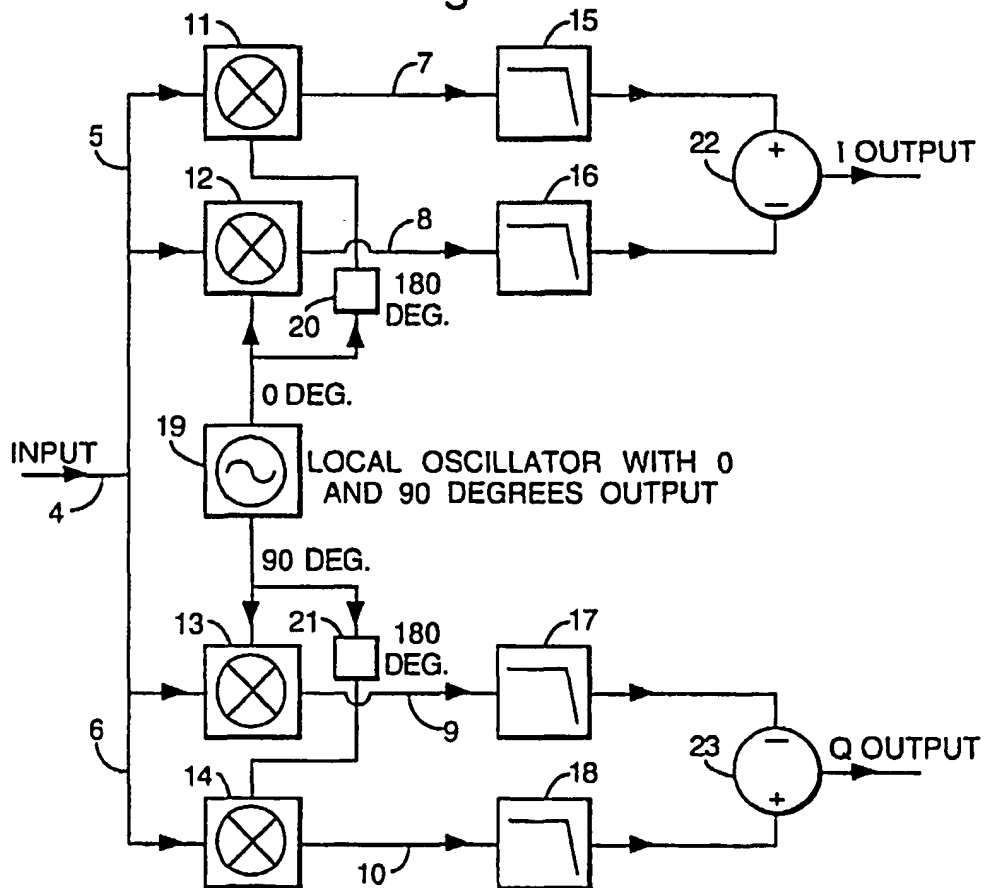 g
11
15
7
5
22
+
I OUTPUT
−
12
16
8
20
180
DEG.
0 DEG.
19
INPUT
4
LOCAL OSCILLATOR WITH 0
AND 90 DEGREES OUTPUT
90 DEG.
13
21
180
DEG.
17
9
6
23
−
Q OUTPUT
+
14
18
10